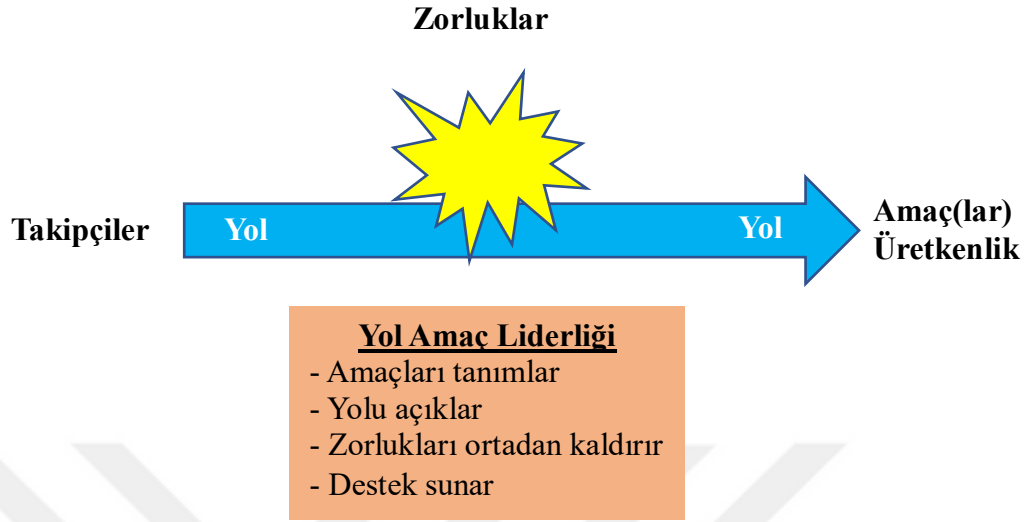 Zorluklar
Takipçiler
Yol
Yol
Amaç(lar)
Üretkenlik
Yol Amaç Liderliği
- Amaçları tanımlar
- Yolu açıklar
- Zorlukları ortadan kaldırır
- Destek sunar